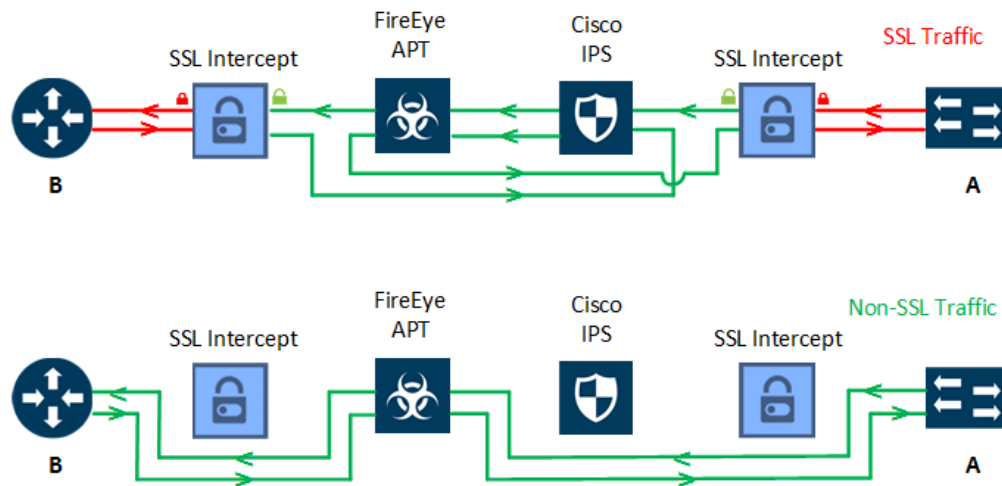 FireEye
APT
Cisco
IPS
SSL Traffic
SSL Intercept
SSL Intercept
B
A
FireEye
APT
Cisco
IPS
Non-SSL Traffic
SSL Intercept
SSL Intercept
B
A